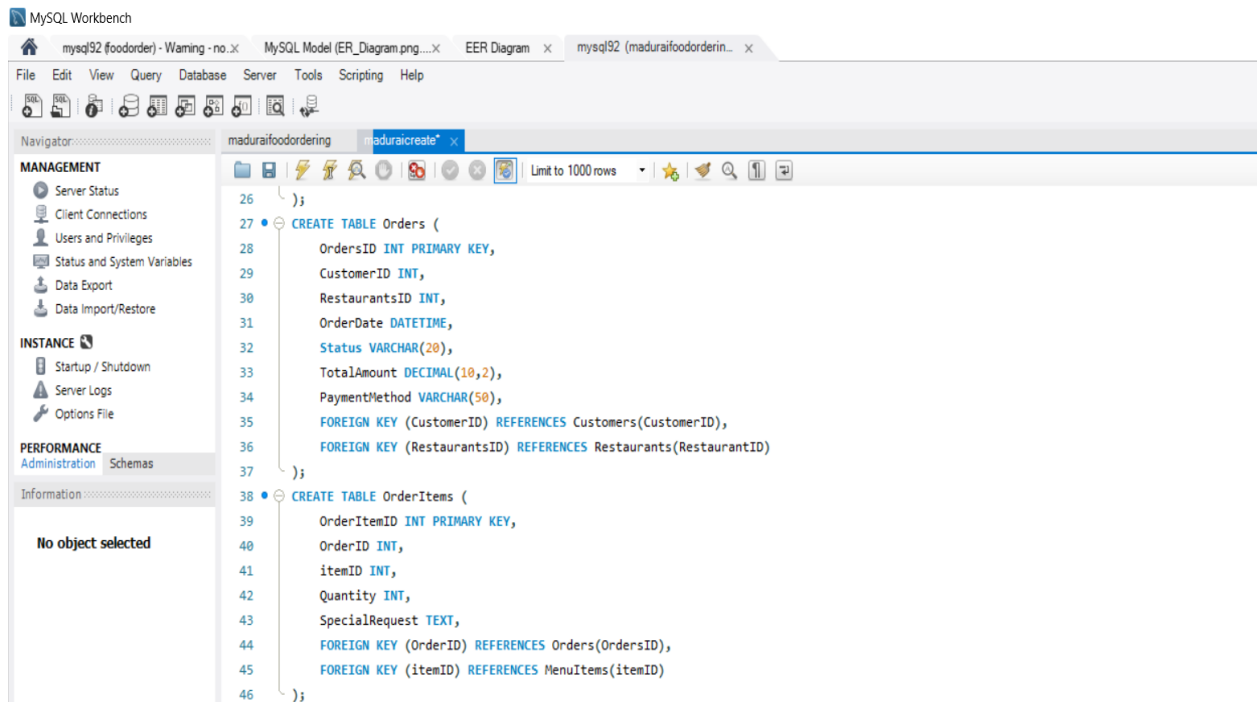 MySQL Workbench
mysql92 (foodorder) - Warning - no...x MySQL Model (ER_Diagram.png....x EER Diagram x mysql92 (maduraifoodorderin... x
File Edit View Query Database Server Tools Scripting Help
Navigator
MANAGEMENT
Server Status
Client Connections
Users and Privileges
Status and System Variables
Data Export
Data Import/Restore
INSTANCE
Startup / Shutdown
Server Logs
Options File
PERFORMANCE
Administration Schemas
Information
No object selected
maduraifoodordering maduraicreate* x
Limit to 1000 rows
26 );
27 CREATE TABLE Orders (
28 OrdersID INT PRIMARY KEY,
29 CustomerID INT,
30 RestaurantsID INT,
31 OrderDate DATETIME,
32 Status VARCHAR(20),
33 TotalAmount DECIMAL(10,2),
34 PaymentMethod VARCHAR(50),
35 FOREIGN KEY (CustomerID) REFERENCES Customers(CustomerID),
36 FOREIGN KEY (RestaurantsID) REFERENCES Restaurants(RestaurantID)
37 );
38 CREATE TABLE OrderItems (
39 OrderItemID INT PRIMARY KEY,
40 OrderID INT,
41 itemID INT,
42 Quantity INT,
43 SpecialRequest TEXT,
44 FOREIGN KEY (OrderID) REFERENCES Orders(OrdersID),
45 FOREIGN KEY (itemID) REFERENCES MenuItems(itemID)
46 );